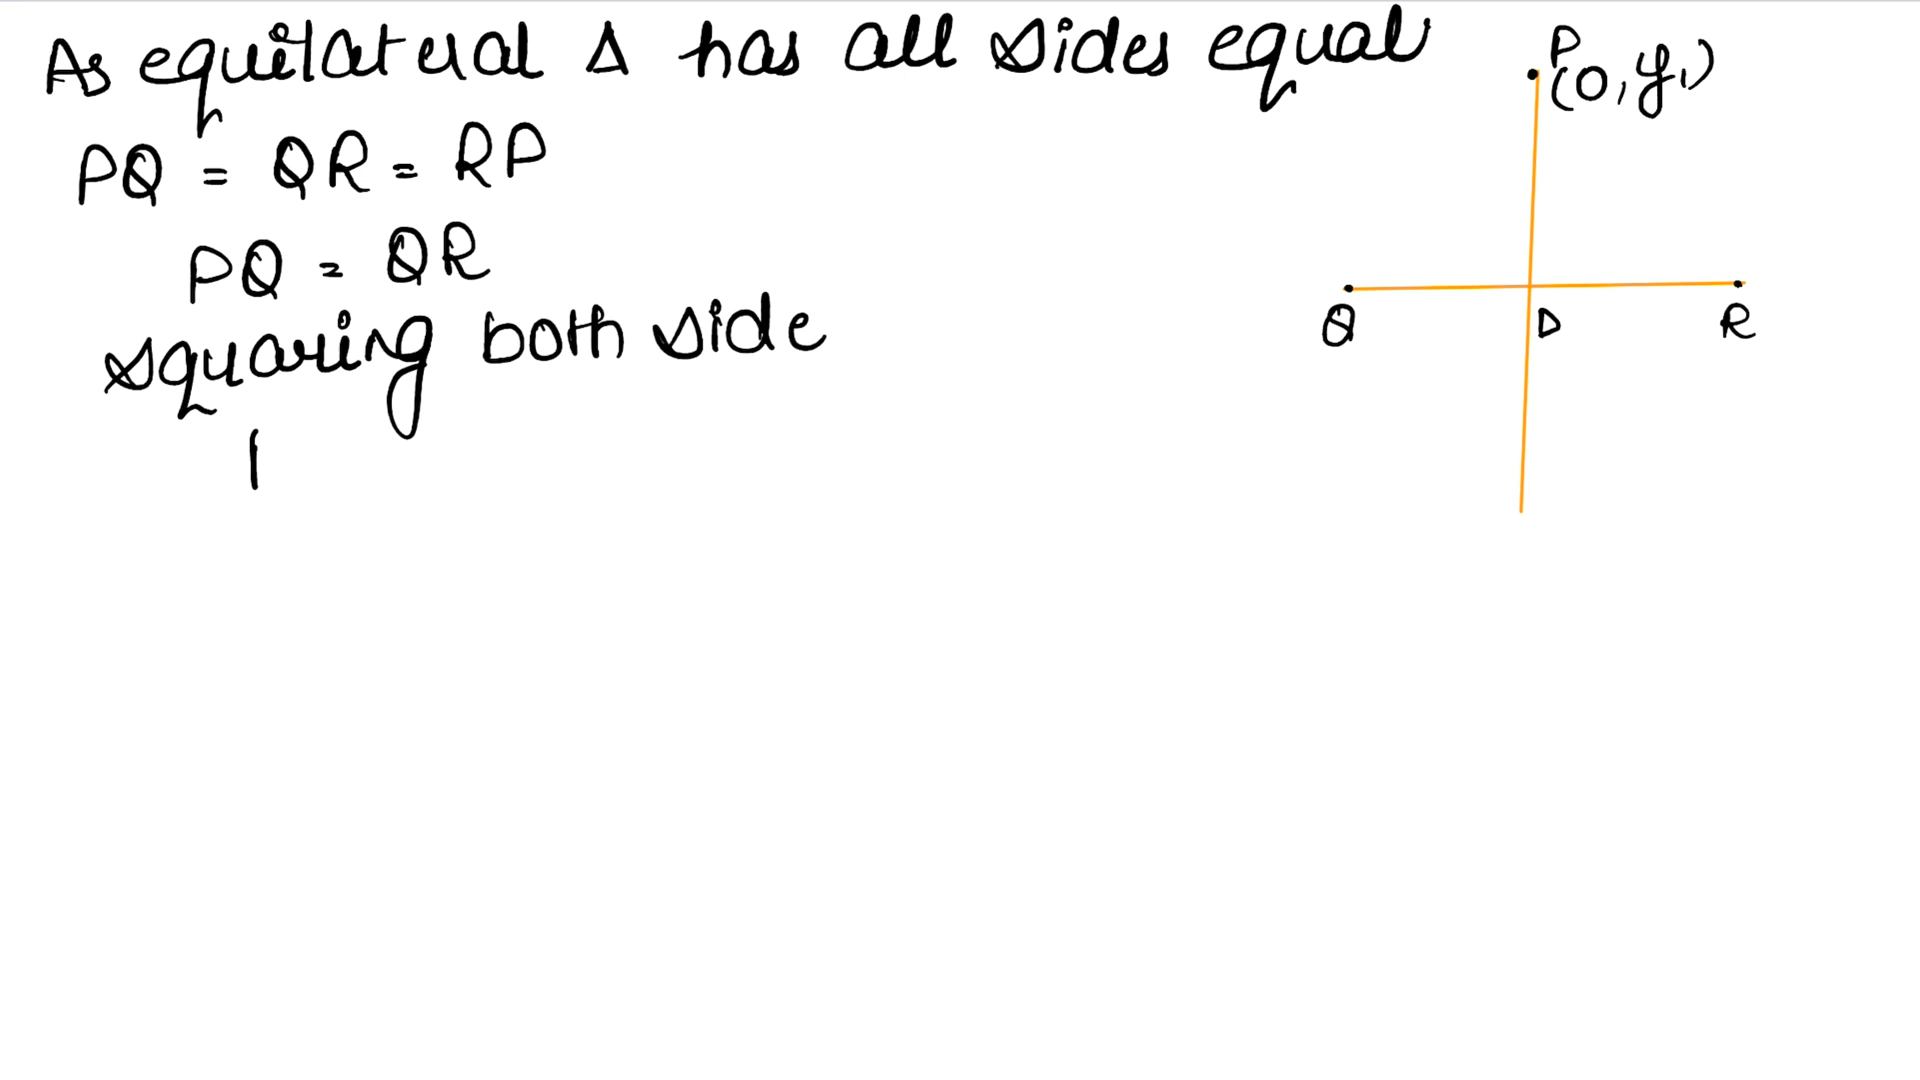 As equilateral Δ has all sides equal
PQ = QR = RP
PQ = QR
squaring both side
P
(0, y₁)
Q
D
R